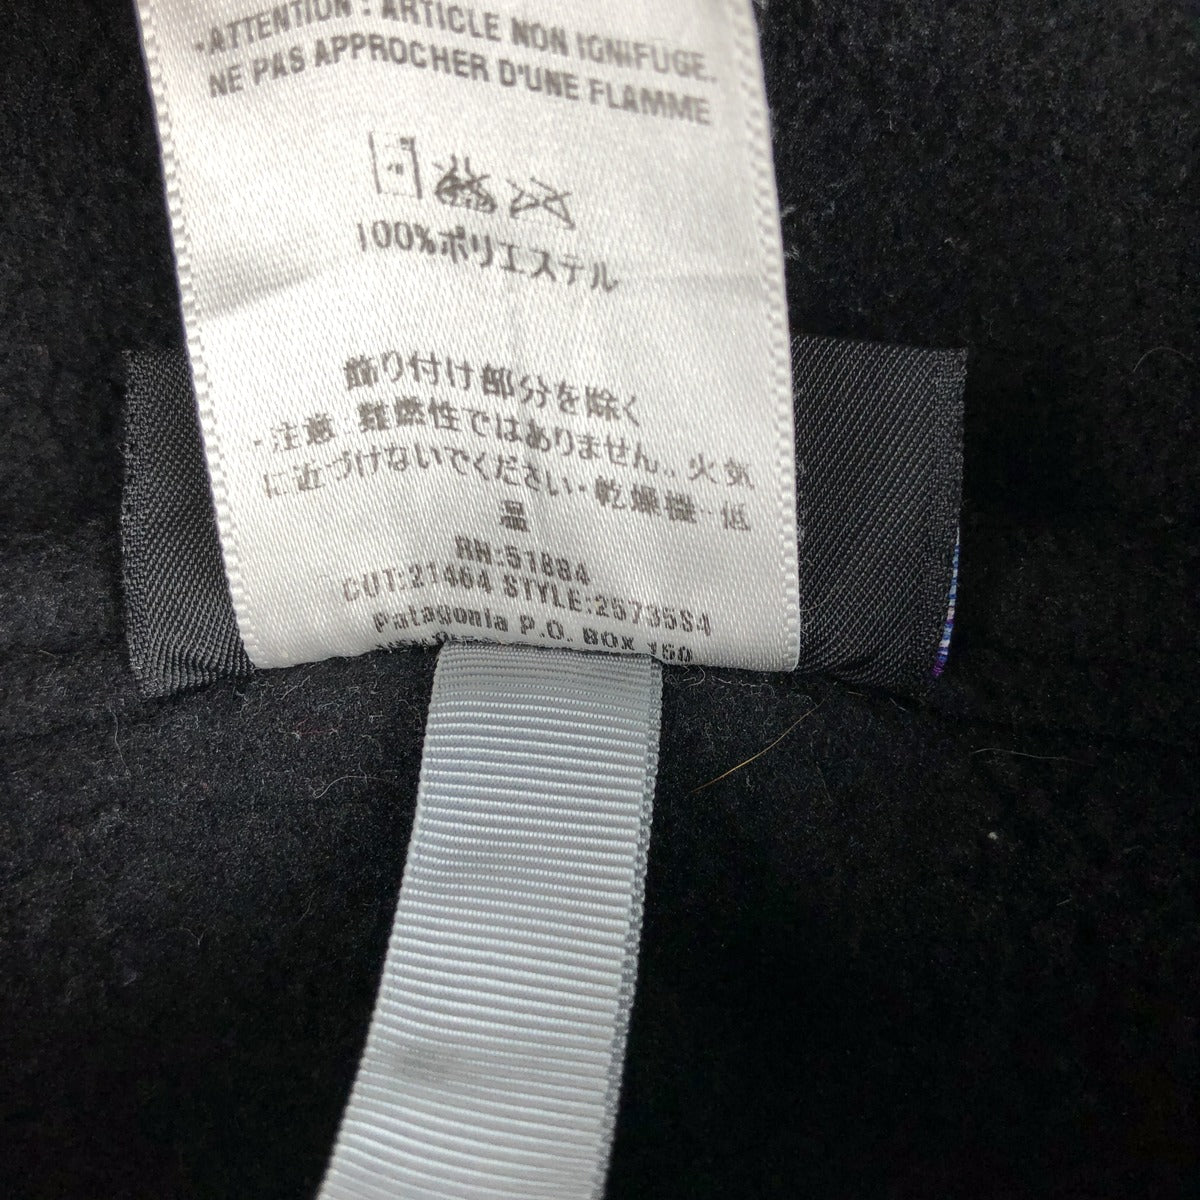 ・ATTENTION : ARTICLE NON IGNIFUGE.
NE PAS APPROCHER D'UNE FLAMME
100%ポリエステル
飾り付け部分を除く
・注意:難燃性ではありません。火気
に近づけないでください・乾燥機-低
温
RN:51884
CUT:21464 STYLE:25735S4
Patagonia P.O. BOX 150